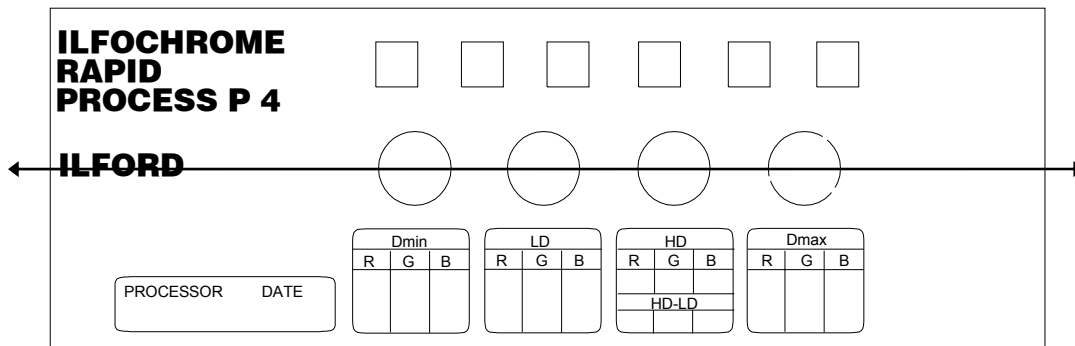 ILFOCHROME
RAPID
PROCESS P 4
ILFORD
Dmin LD HD Dmax
R G B R G B R G B R G B
PROCESSOR DATE
HD-LD